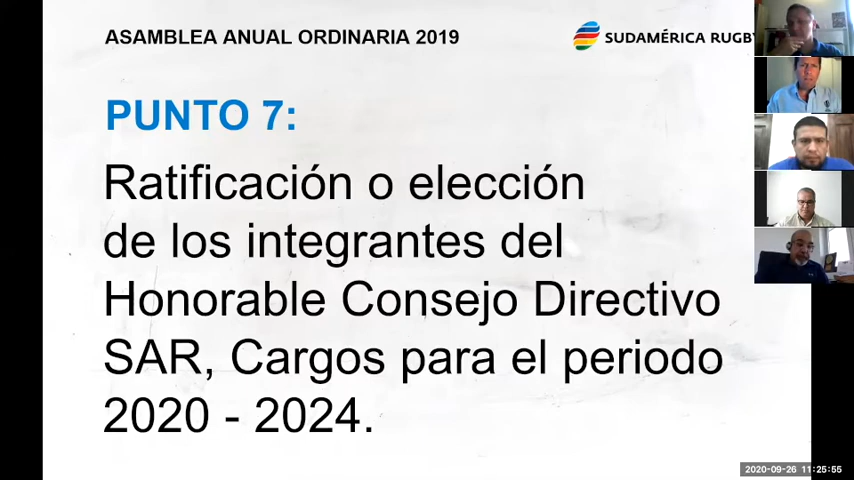 ASAMBLEA ANUAL ORDINARIA 2019
SUDAMÉRICA RUGBY
PUNTO 7:
Ratificación o elección
de los integrantes del
Honorable Consejo Directivo
SAR, Cargos para el periodo
2020 - 2024.
2020-09-26 11:25:55